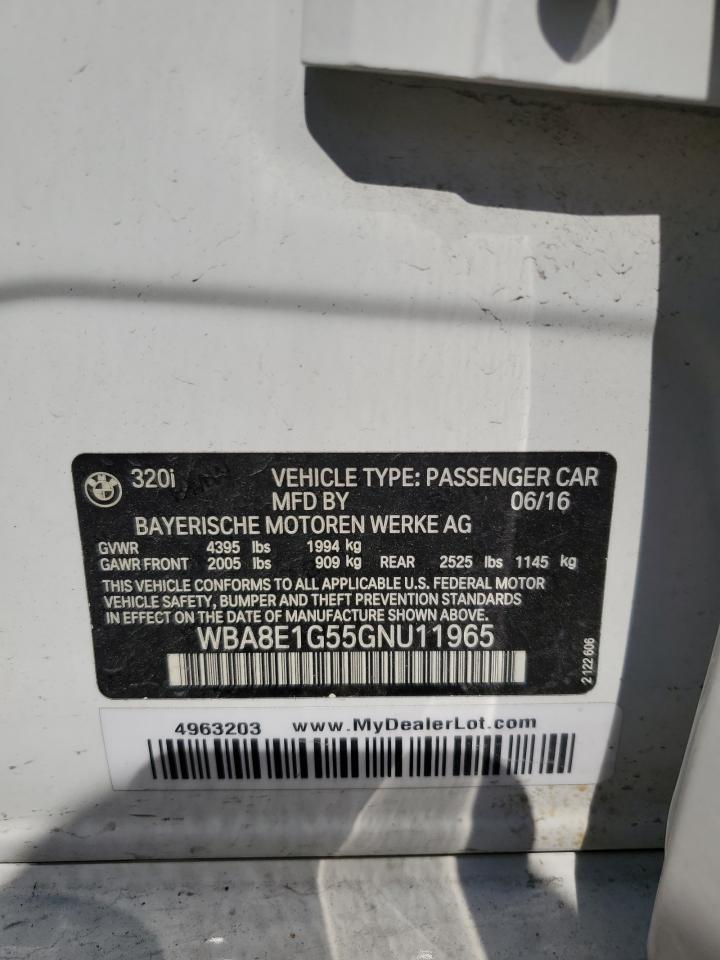 320i VEHICLE TYPE: PASSENGER CAR
MFD BY 06/16
BAYERISCHE MOTOREN WERKE AG
GVWR 4395 lbs 1994 kg
GAWR FRONT 2005 lbs 909 kg REAR 2525 lbs 1145 kg
THIS VEHICLE CONFORMS TO ALL APPLICABLE U.S. FEDERAL MOTOR
VEHICLE SAFETY, BUMPER AND THEFT PREVENTION STANDARDS
IN EFFECT ON THE DATE OF MANUFACTURE SHOWN ABOVE.
WBA8E1G55GNU11965
2 122 606
4963203 www.MyDealerLot.com